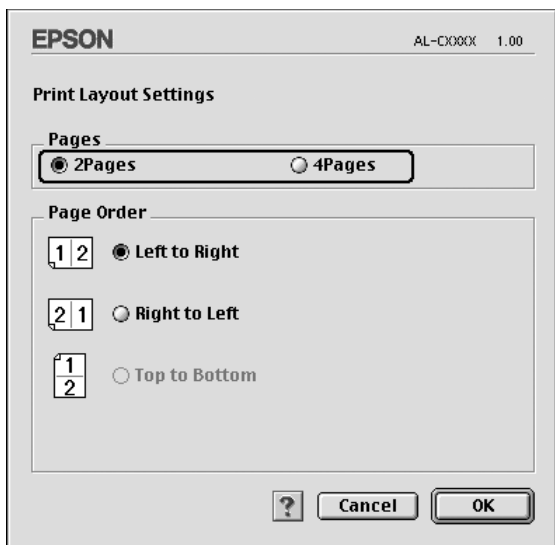 EPSON AL-CXXXX 1.00
Print Layout Settings
Pages
2Pages 4Pages
Page Order
1 2 Left to Right
2 1 Right to Left
1
2
Top to Bottom
? Cancel OK